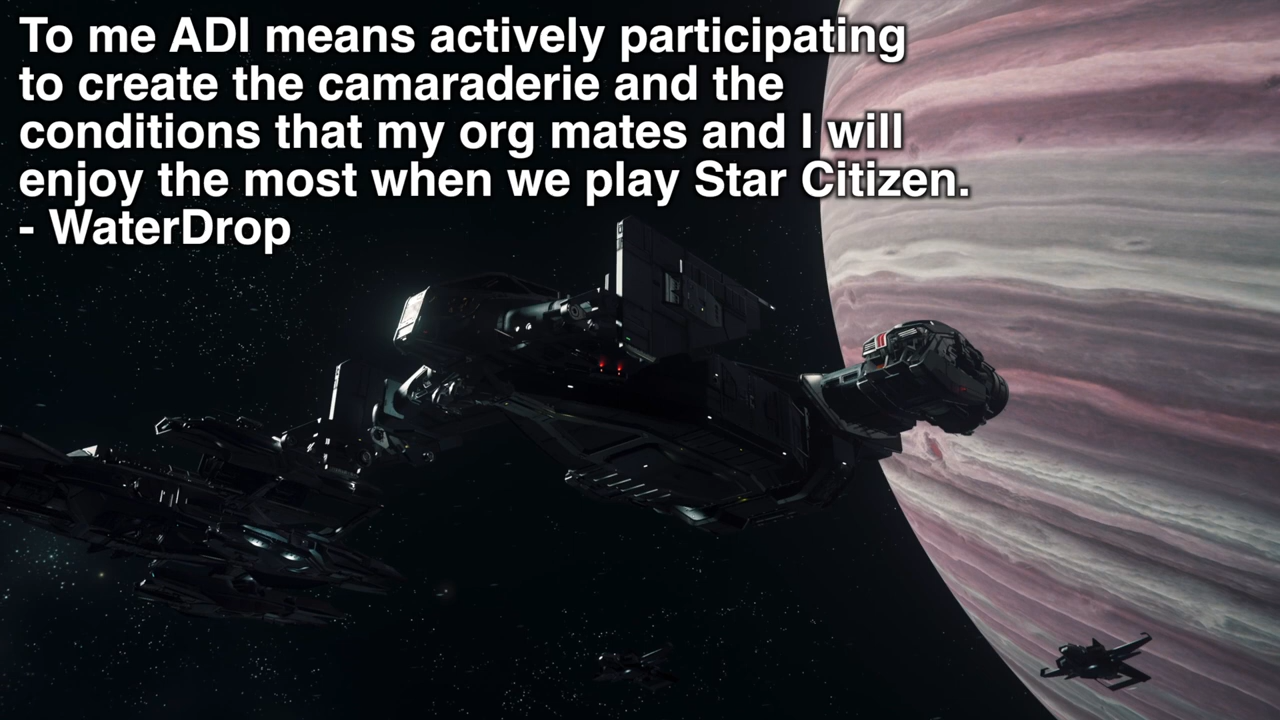 To me ADI means actively participating
to create the camaraderie and the
conditions that my org mates and I will
enjoy the most when we play Star Citizen.
- WaterDrop